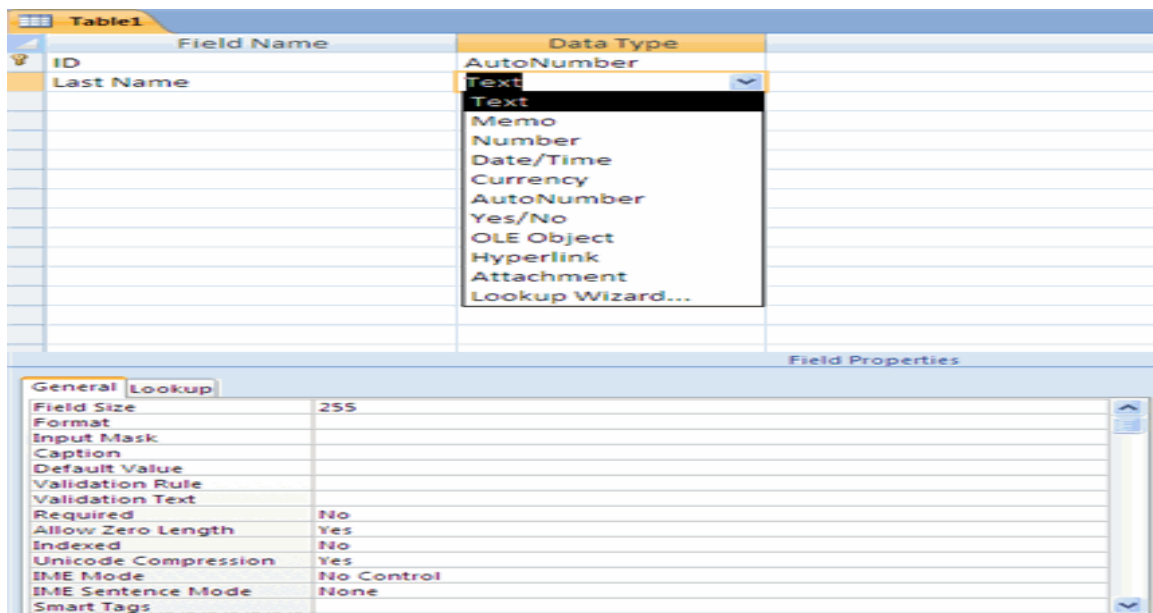 Table1
Field Name Data Type
ID AutoNumber
Last Name Text
Text
Memo
Number
Date/Time
Currency
AutoNumber
Yes/No
OLE Object
Hyperlink
Attachment
Lookup Wizard...
Field Properties
General Lookup
Field Size 255
Format
Input Mask
Caption
Default Value
Validation Rule
Validation Text
Required No
Allow Zero Length Yes
Indexed No
Unicode Compression Yes
IME Mode No Control
IME Sentence Mode None
Smart Tags